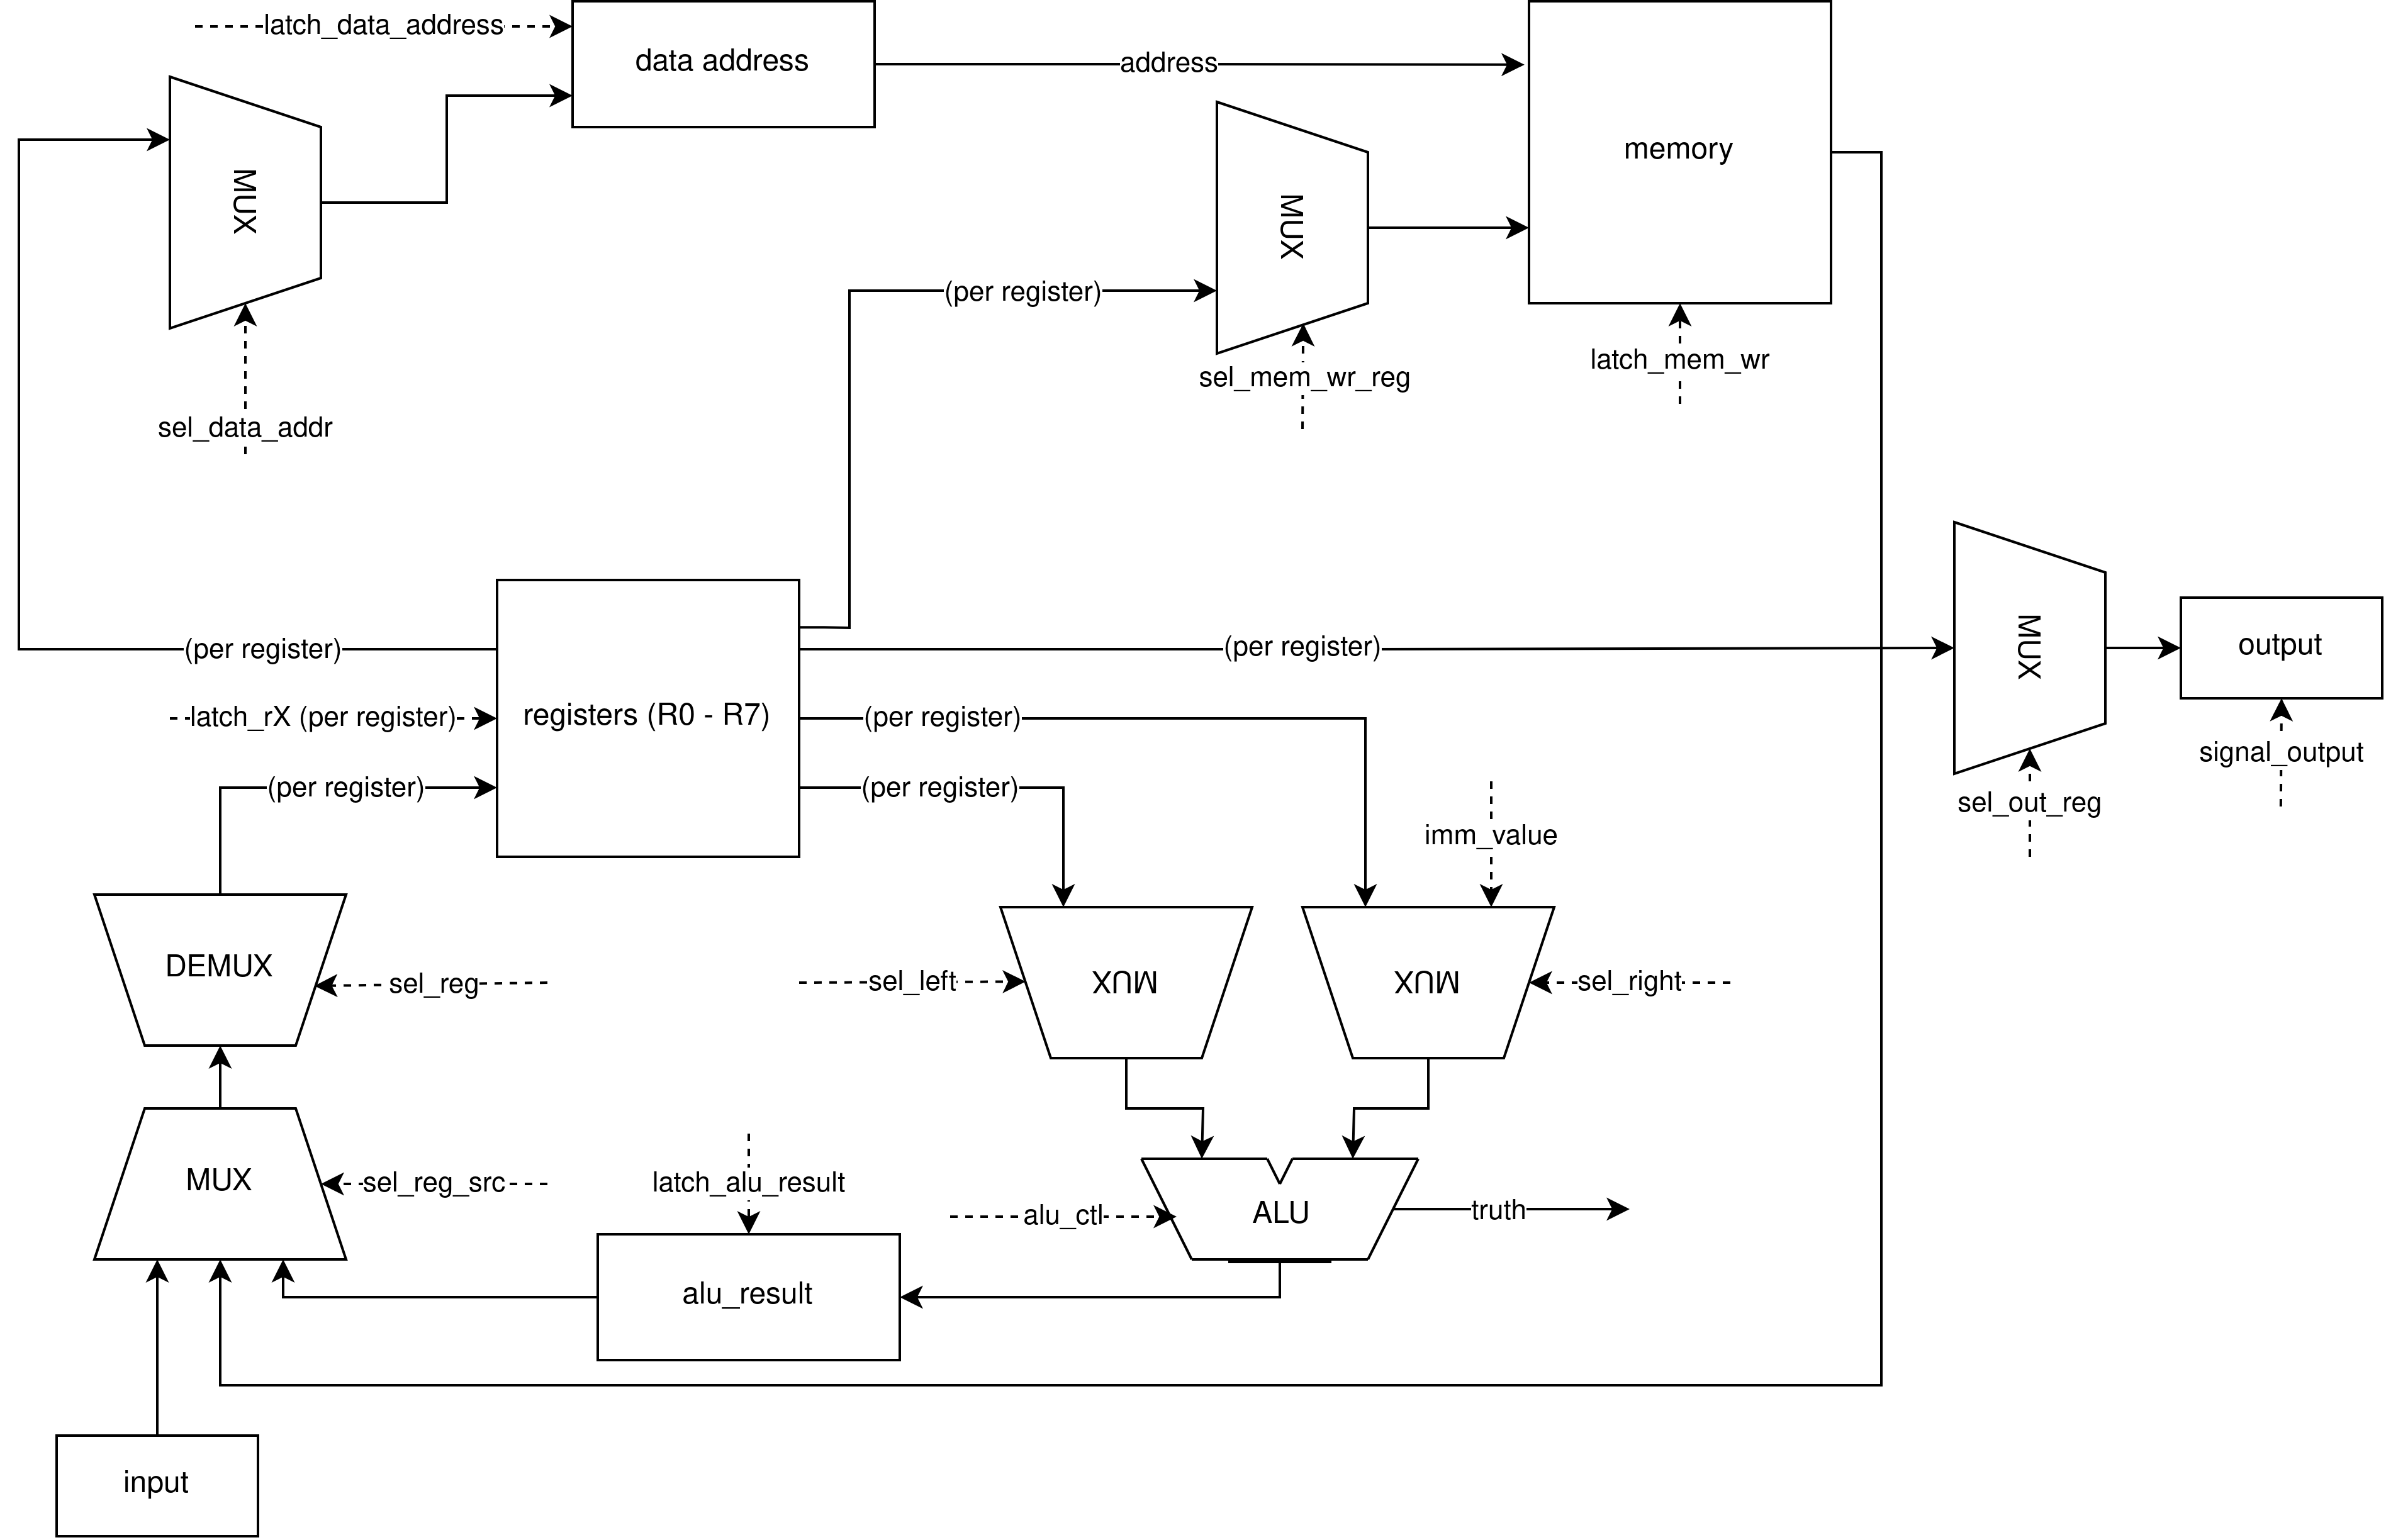 latch_data_address
data address
address
memory
MUX
MUX
(per register)
sel_mem_wr_reg
latch_mem_wr
sel_data_addr
(per register)
(per register)
MUX
output
latch_rX (per register)
registers (R0 - R7)
(per register)
signal_output
(per register)
(per register)
sel_out_reg
imm_value
DEMUX
sel_reg
sel_left
MUX
MUX
sel_right
MUX
sel_reg_src
latch_alu_result
alu_ctl
ALU
truth
alu_result
input